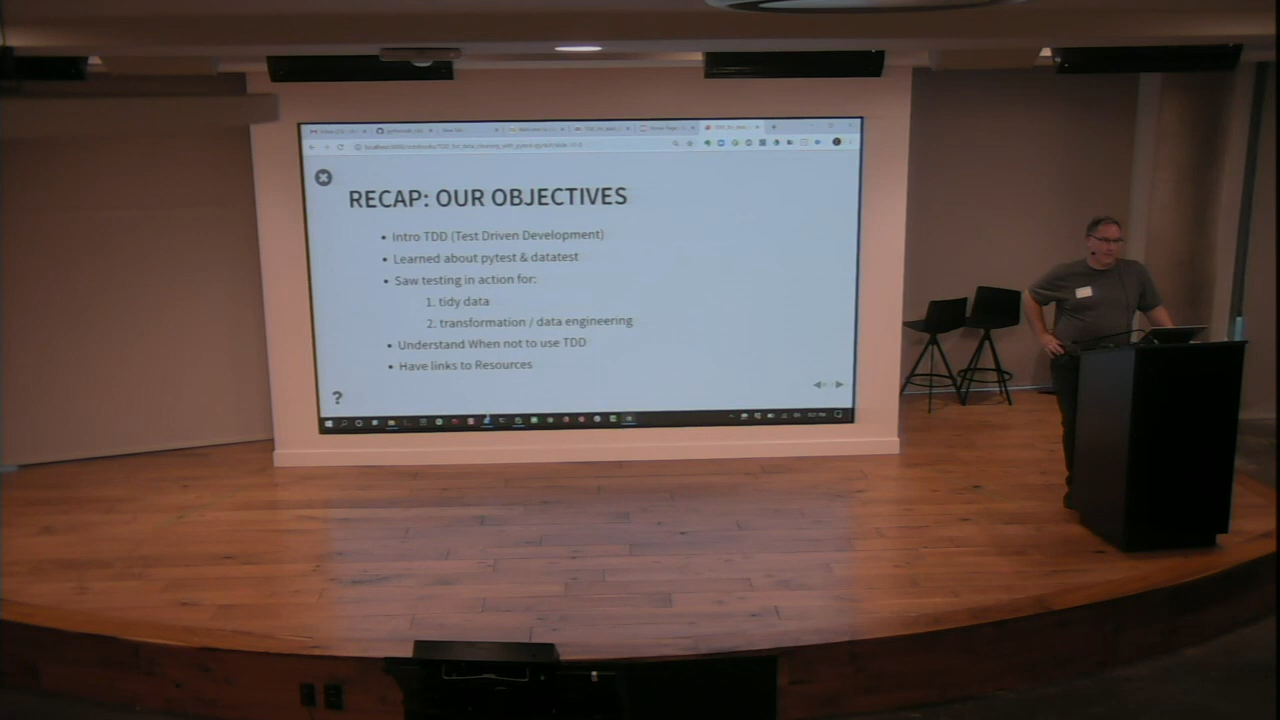 RECAP: OUR OBJECTIVES
• Intro TDD (Test Driven Development)
• Learned about pytest & datatest
• Saw testing in action for:
1. tidy data
2. transformation / data engineering
• Understand When not to use TDD
• Have links to Resources
?